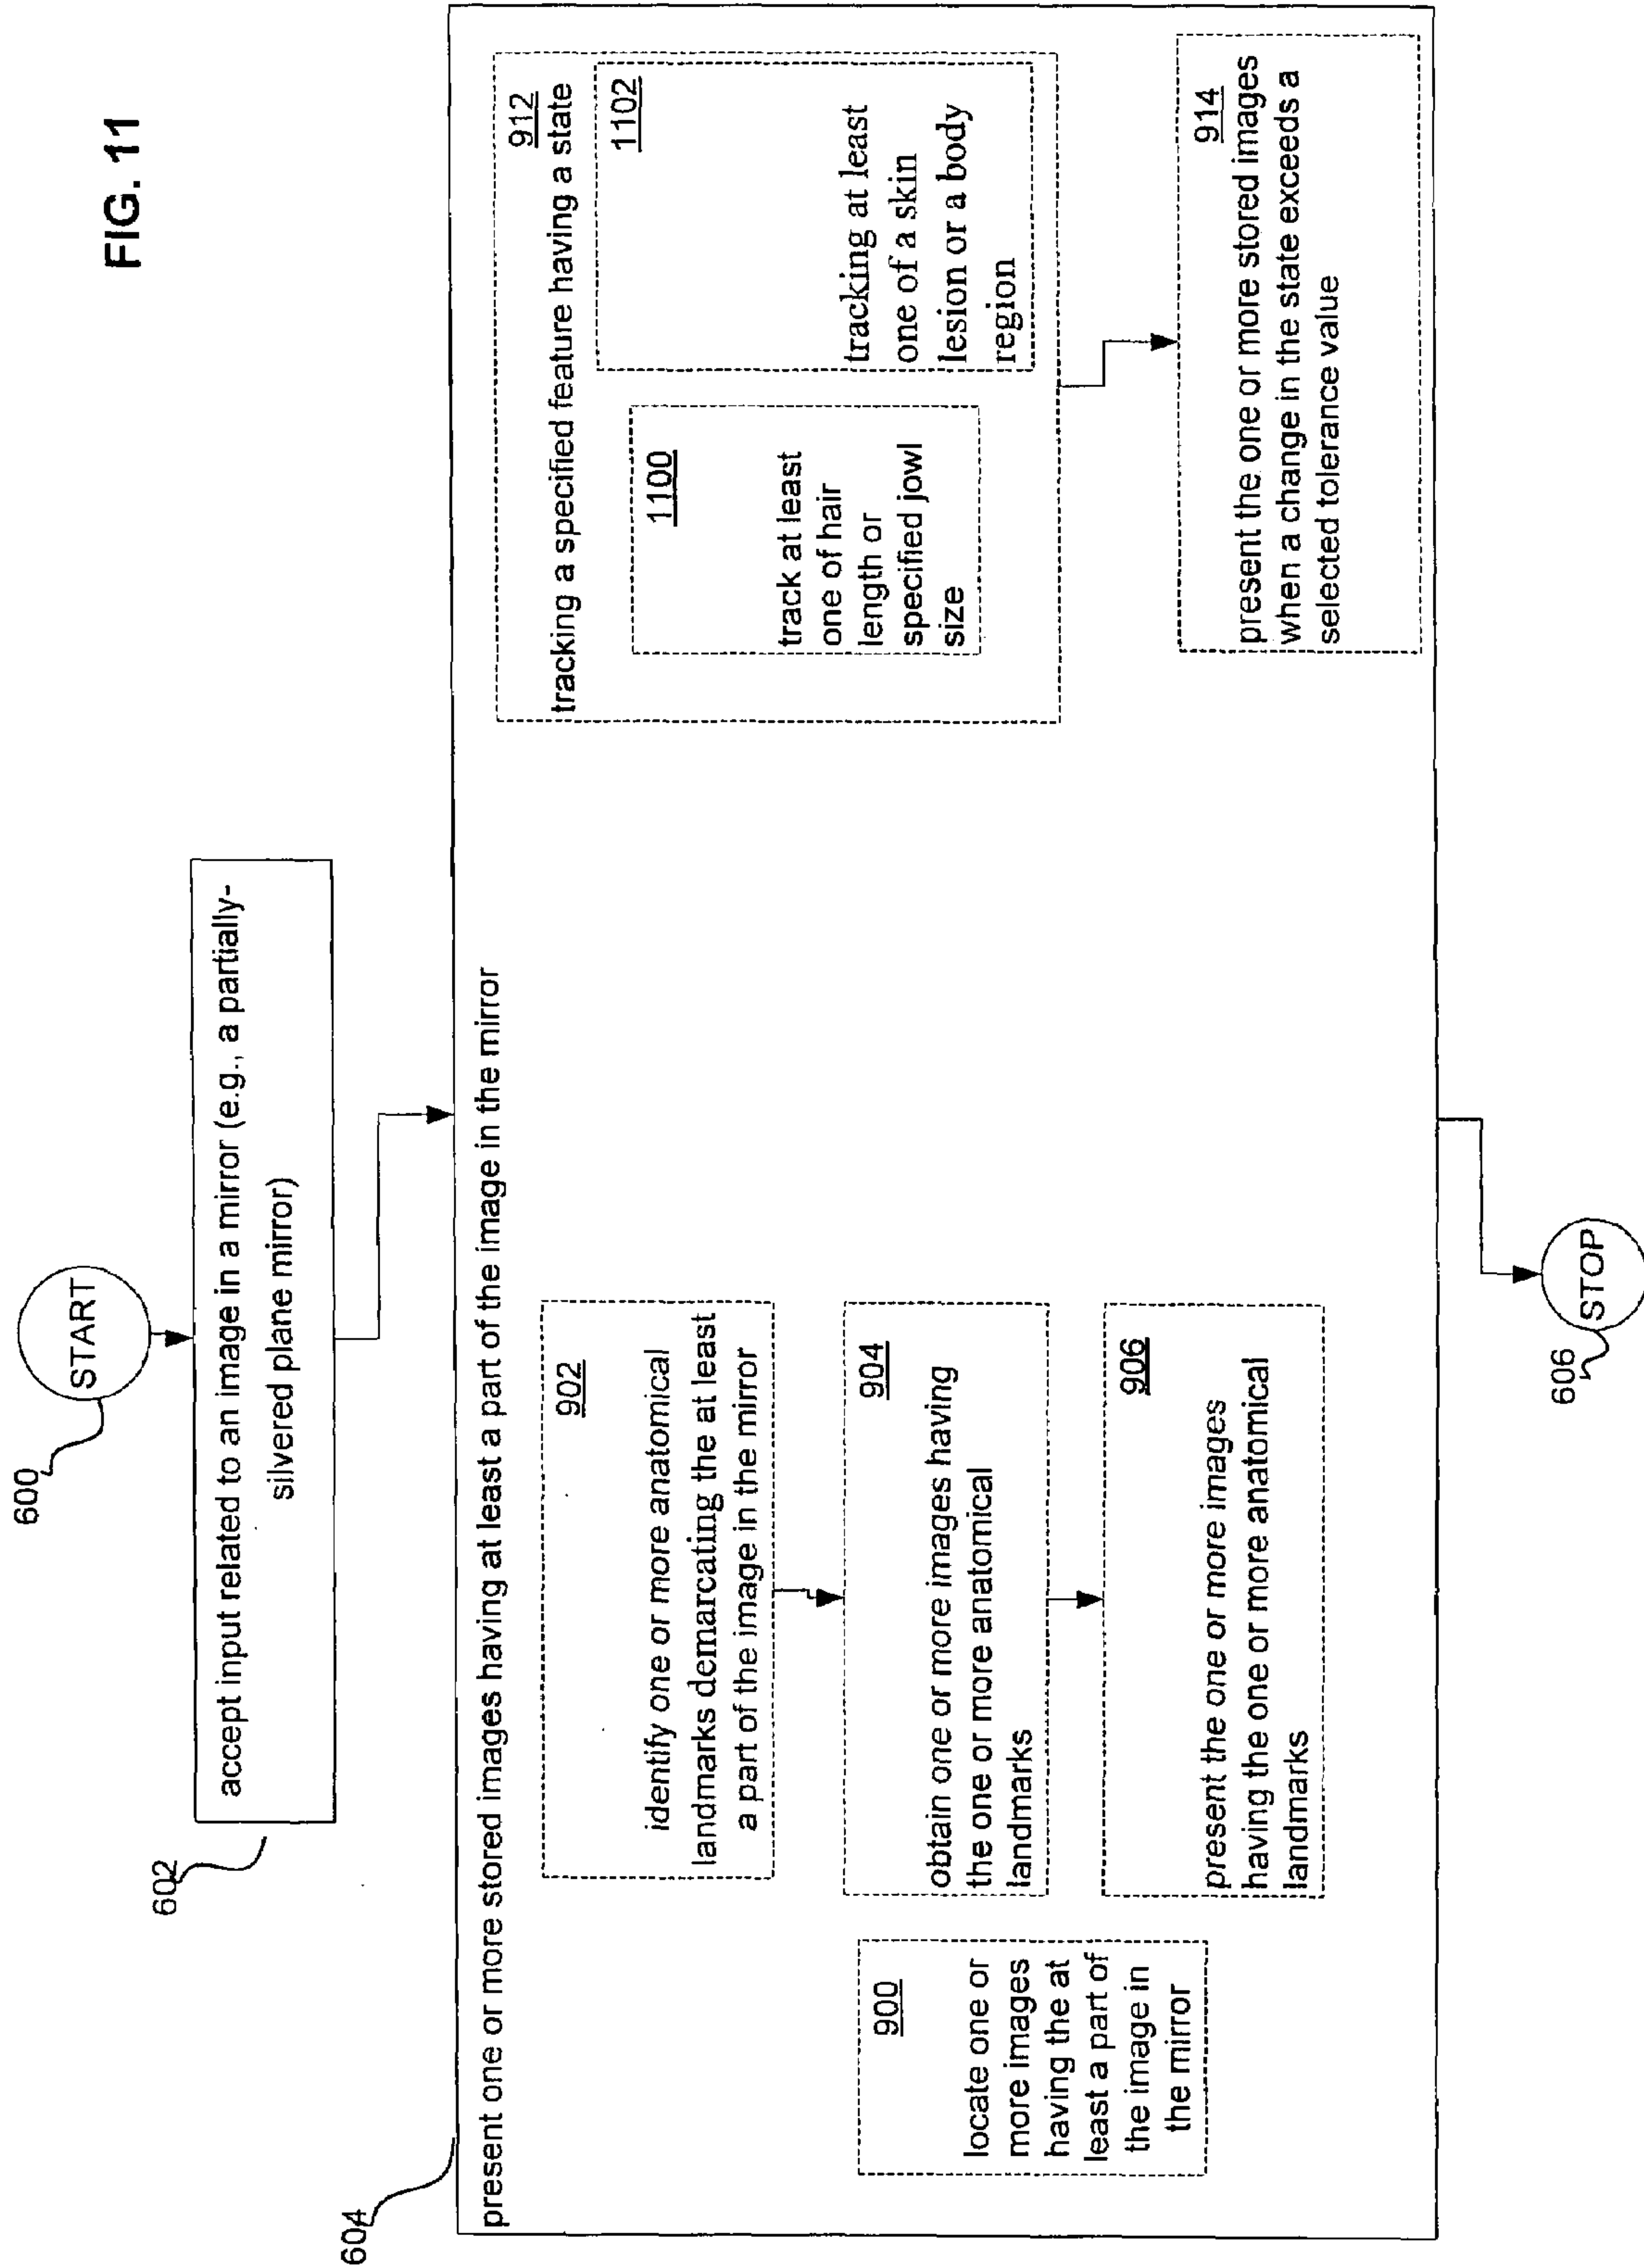 FIG. 11
600
START
602
accept input related to an image in a mirror (e.g., a partially-
silvered plane mirror)
604
present one or more stored images having at least a part of the image in the mirror
900
locate one or
more images
having the at
least a part of
the image in
the mirror
902
identify one or more anatomical
landmarks demarcating the at least
a part of the image in the mirror
904
obtain one or more images having
the one or more anatomical
landmarks
906
present the one or more images
having the one or more anatomical
landmarks
912
tracking a specified feature having a state
1100
track at least
one of hair
length or
specified jowl
size
1102
tracking at least
one of a skin
lesion or a body
region
914
present the one or more stored images
when a change in the state exceeds a
selected tolerance value
606
STOP